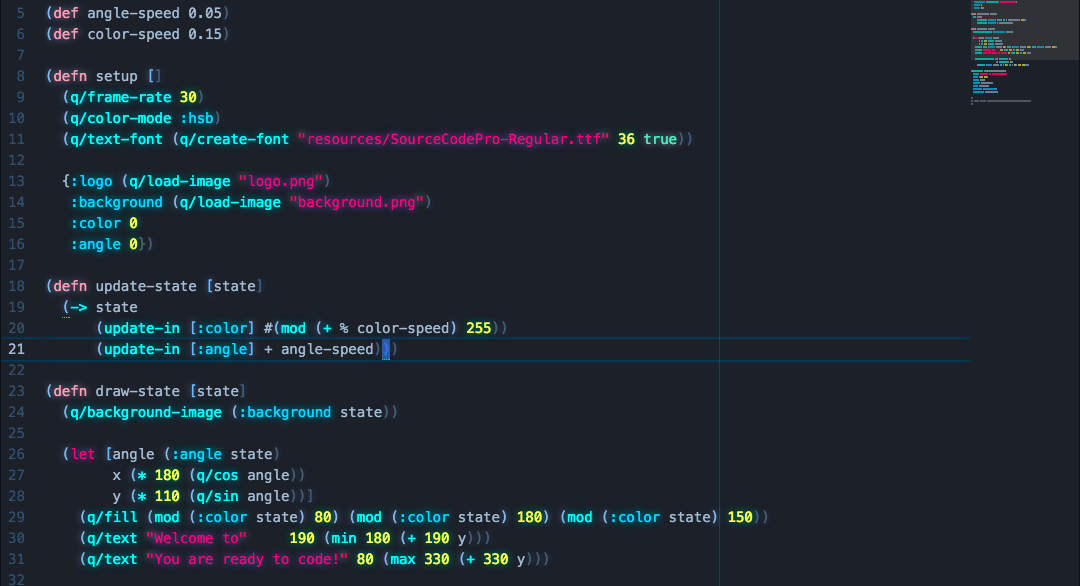 5 (def angle-speed 0.05)
6 (def color-speed 0.15)
7
8 (defn setup []
9   (q/frame-rate 30)
10   (q/color-mode :hsb)
11   (q/text-font (q/create-font "resources/SourceCodePro-Regular.ttf" 36 true))
12
13   {:logo (q/load-image "logo.png")
14    :background (q/load-image "background.png")
15    :color 0
16    :angle 0})
17
18 (defn update-state [state]
19   (-> state
20       (update-in [:color] #(mod (+ % color-speed) 255))
21       (update-in [:angle] + angle-speed)))
22
23 (defn draw-state [state]
24   (q/background-image (:background state))
25
26   (let [angle (:angle state)
27         x (* 180 (q/cos angle))
28         y (* 110 (q/sin angle))]
29     (q/fill (mod (:color state) 80) (mod (:color state) 180) (mod (:color state) 150))
30     (q/text "Welcome to"     190 (min 180 (+ 190 y)))
31     (q/text "You are ready to code!" 80 (max 330 (+ 330 y)))
32